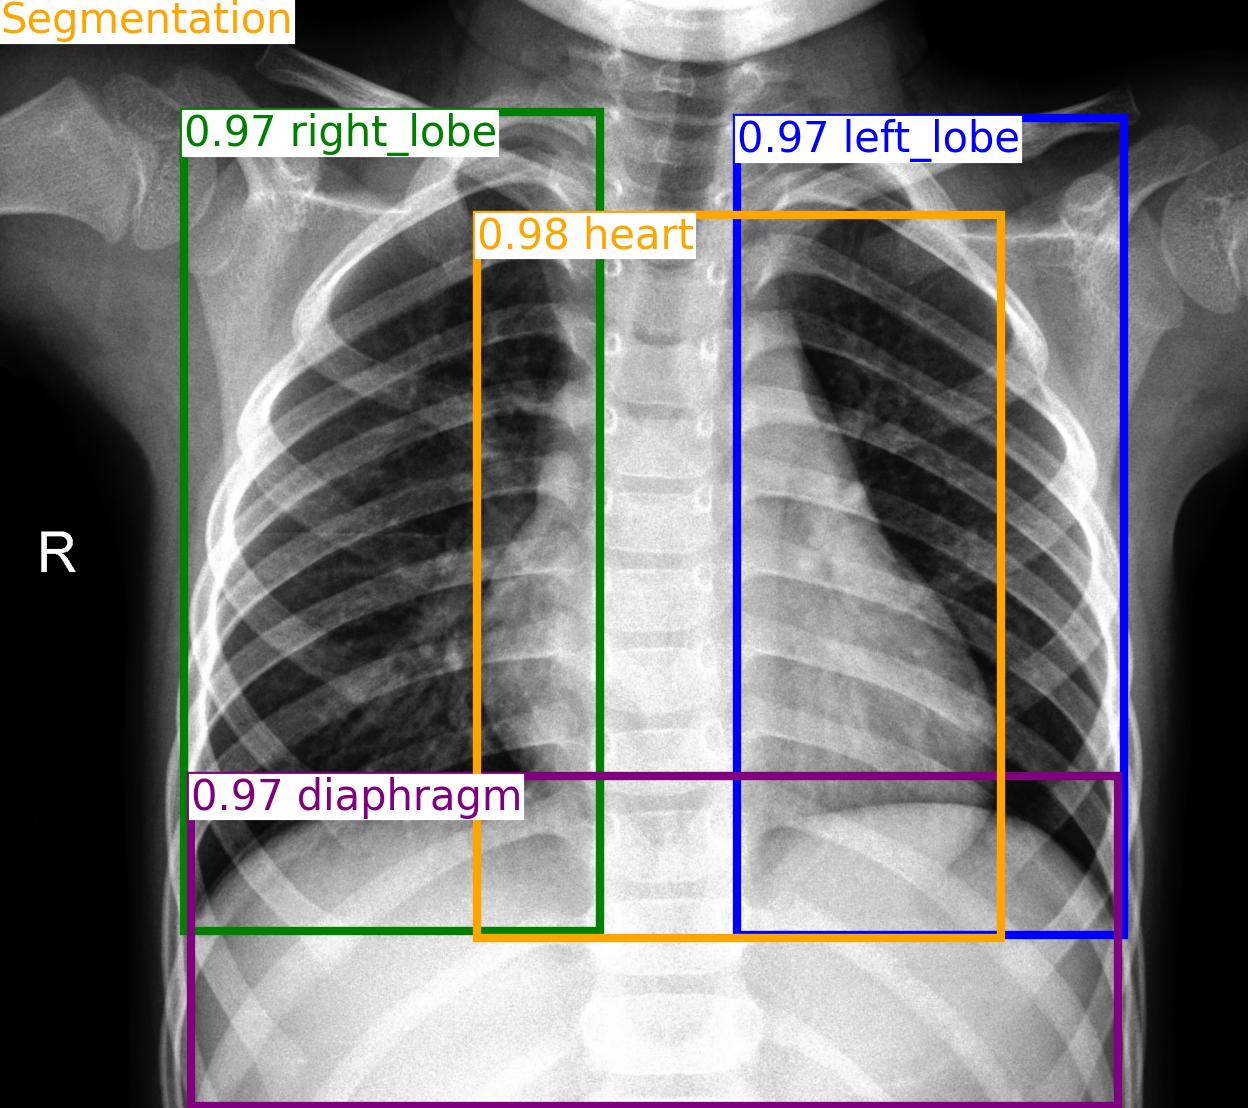 Segmentation
0.97 right_lobe
0.97 left_lobe
0.98 heart
R
0.97 diaphragm